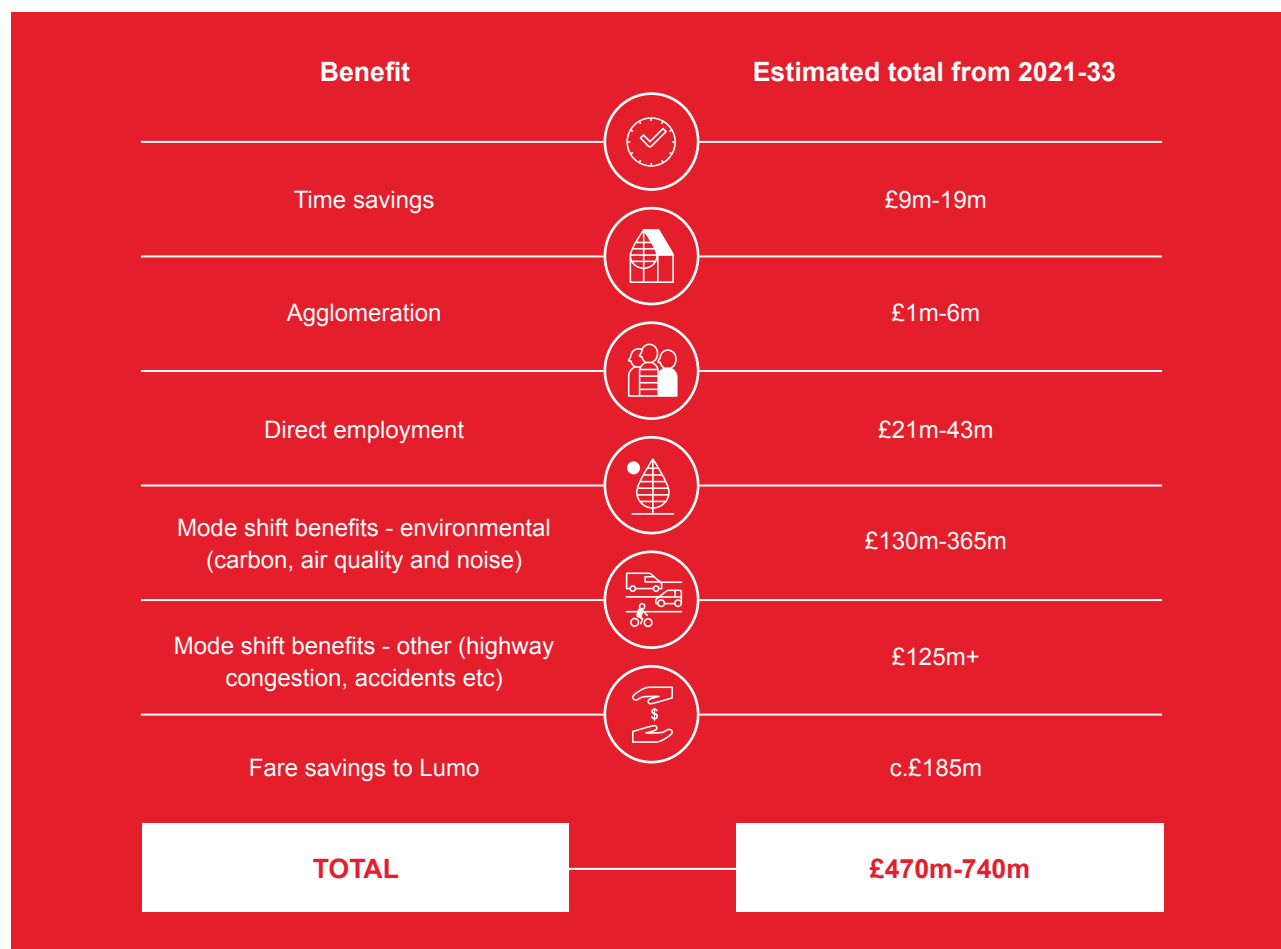 Benefit
Estimated total from 2021-33
Time savings
£9m-19m
Agglomeration
£1m-6m
Direct employment
£21m-43m
Mode shift benefits - environmental
(carbon, air quality and noise)
£130m-365m
Mode shift benefits - other (highway
congestion, accidents etc)
£125m+
$
Fare savings to Lumo
c.£185m
TOTAL
£470m-740m